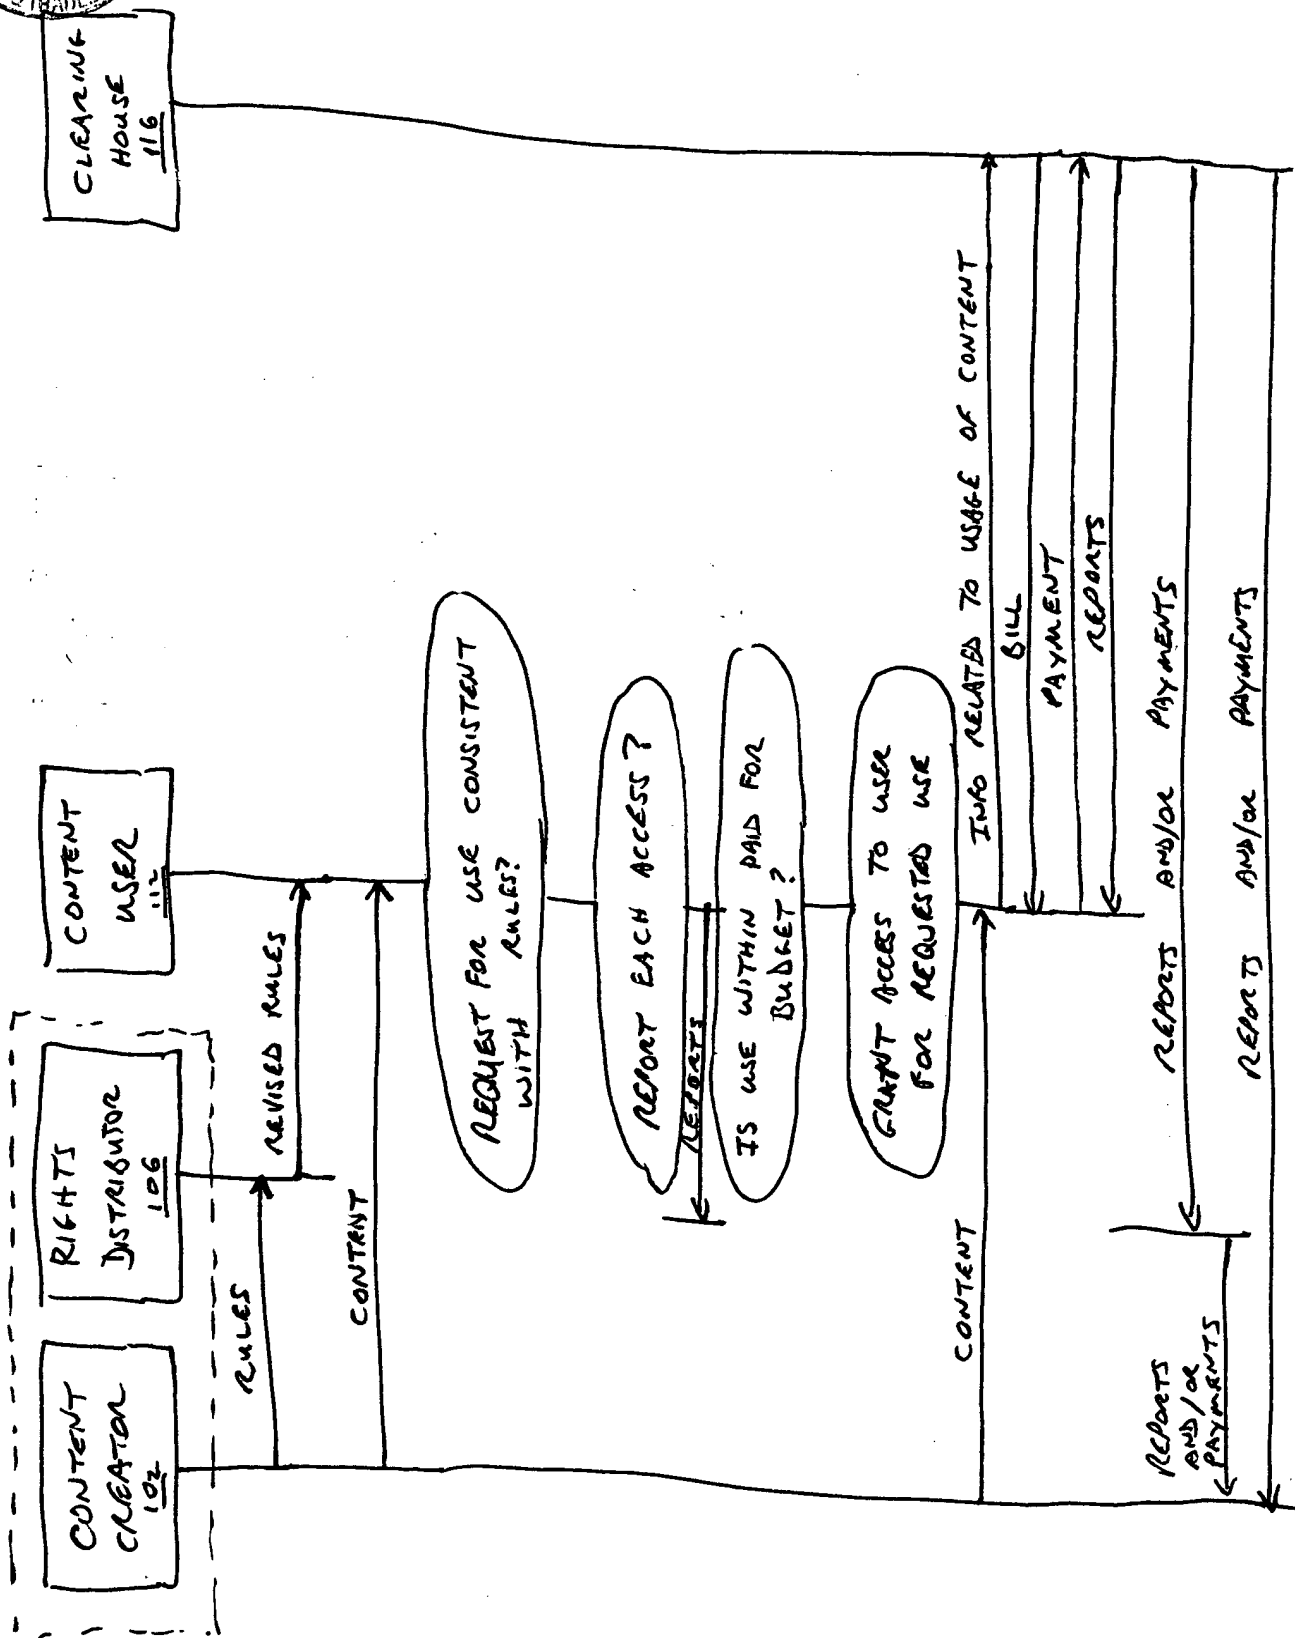 TRADE
CONTENT
CREATOR
102
RIGHTS
DISTRIBUTOR
106
CONTENT
USER
112
CLEARING
HOUSE
116
RULES
REVISED RULES
CONTENT
REQUEST FOR USE CONSISTENT
WITH RULES?
REPORT EACH ACCESS?
REPORTS
IS USE WITHIN PAID FOR
BUDGET?
GRANT ACCESS TO USER
FOR REQUESTED USE
CONTENT
INFO RELATED TO USAGE OF CONTENT
BILL
PAYMENT
REPORTS
REPORTS AND/OR PAYMENTS
REPORTS
AND/OR
PAYMENTS
REPORTS AND/OR PAYMENTS